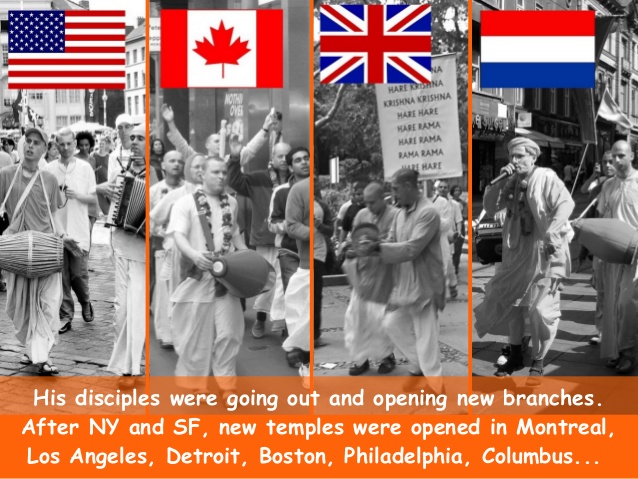 NA
HARE KRISHNA
KRISHNA KRISHNA
HARE HARE
HARE RAMA
HARE RAMA
RAMA RAMA
HARE HARE
His disciples were going out and opening new branches.
After NY and SF, new temples were opened in Montreal,
Los Angeles, Detroit, Boston, Philadelphia, Columbus...